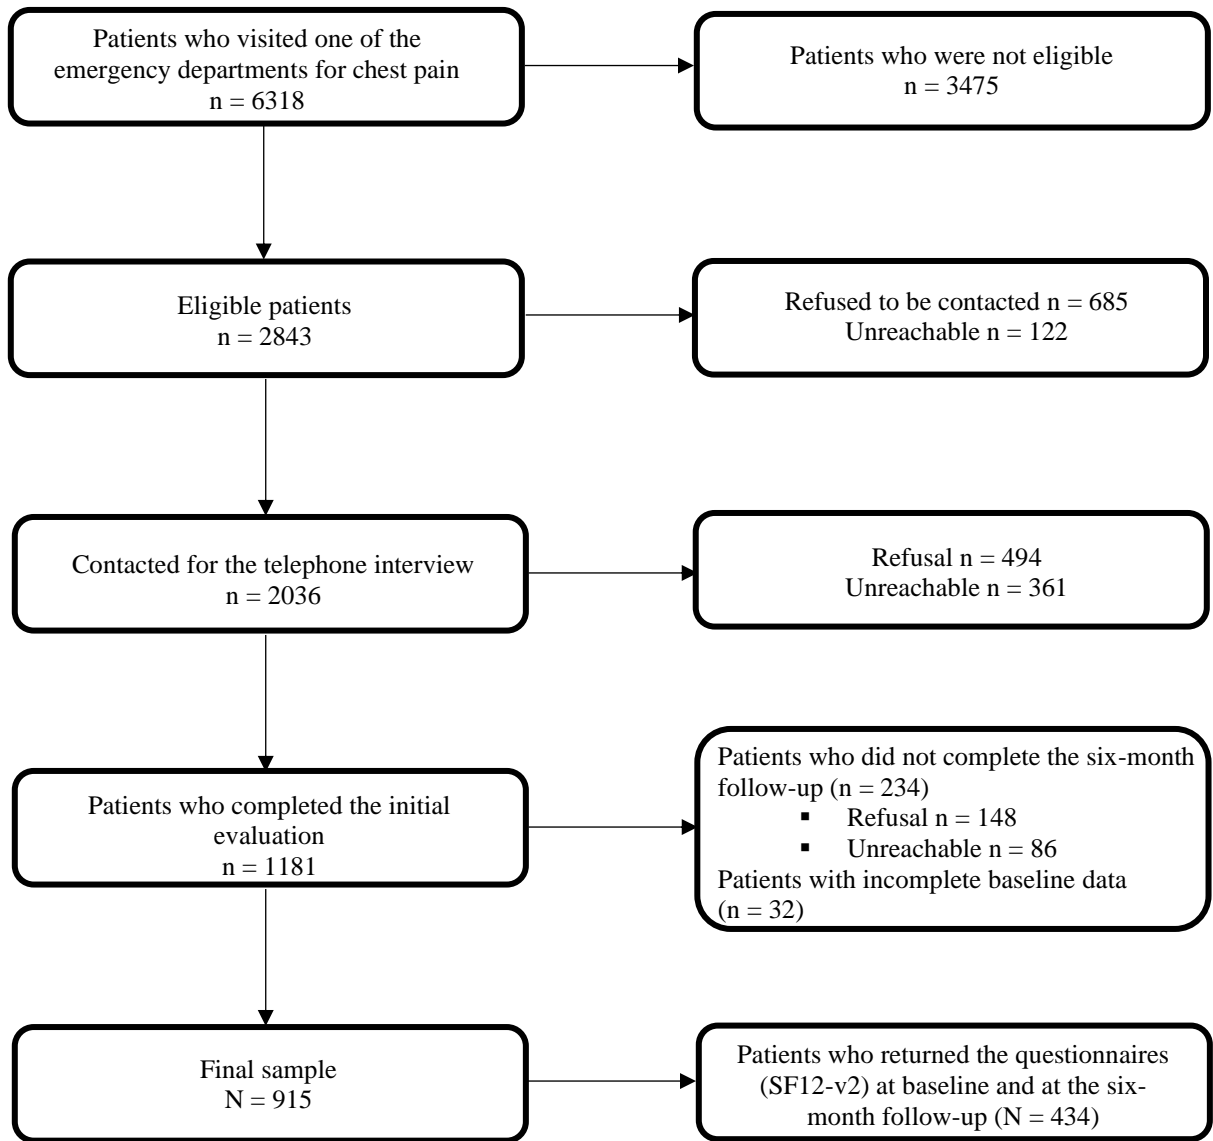 Patients who visited one of the
emergency departments for chest pain
n = 6318
Patients who were not eligible
n = 3475
Eligible patients
n = 2843
Refused to be contacted n = 685
Unreachable n = 122
Contacted for the telephone interview
n = 2036
Refusal n = 494
Unreachable n = 361
Patients who completed the initial
evaluation
n = 1181
Patients who did not complete the six-month
follow-up (n = 234)
▪ Refusal n = 148
▪ Unreachable n = 86
Patients with incomplete baseline data
(n = 32)
Final sample
N = 915
Patients who returned the questionnaires
(SF12-v2) at baseline and at the six-
month follow-up (N = 434)